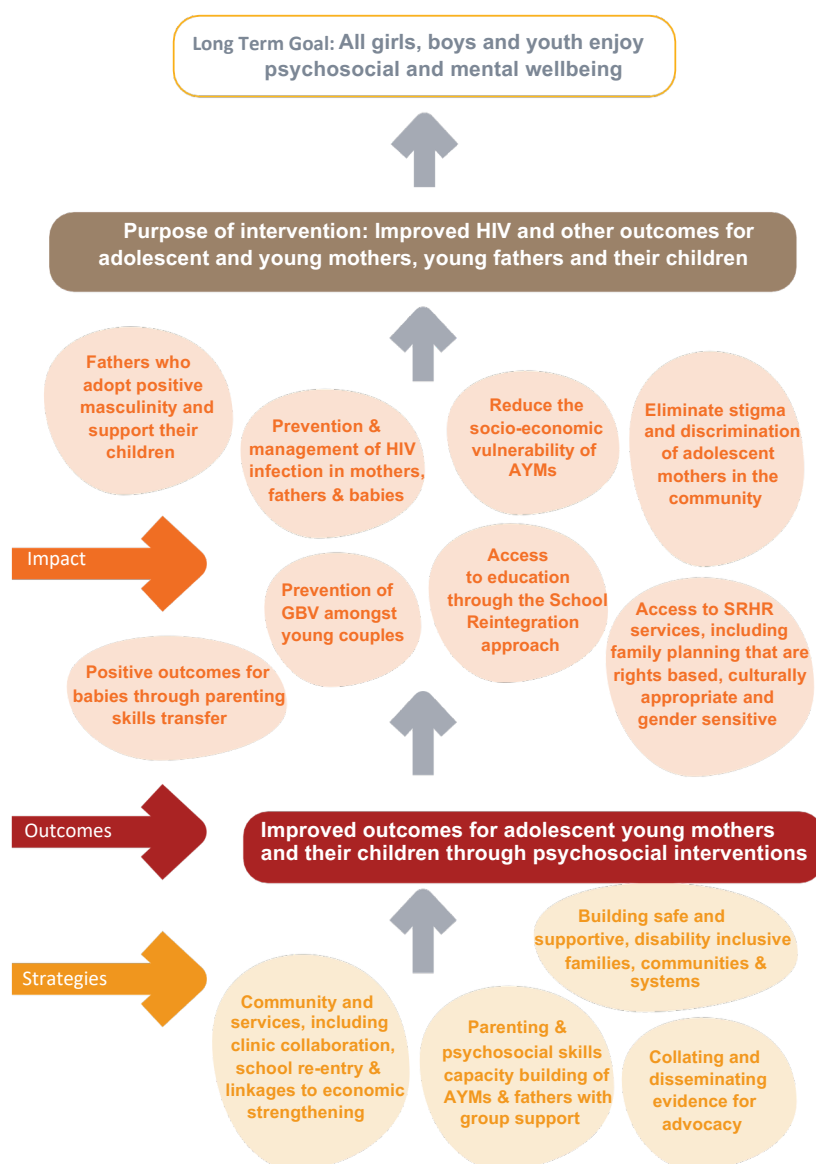 Long Term Goal: All girls, boys and youth enjoy
psychosocial and mental wellbeing
Purpose of intervention: Improved HIV and other outcomes for
adolescent and young mothers, young fathers and their children
Fathers who
adopt positive
masculinity and
support their
children
Prevention &
management of HIV
infection in mothers,
fathers & babies
Reduce the
socio-economic
vulnerability of
AYMs
Eliminate stigma
and discrimination
of adolescent
mothers in the
community
Impact
Prevention of
GBV amongst
young couples
Access
to education
through the School
Reintegration
approach
Access to SRHR
services, including
family planning that are
rights based, culturally
appropriate and
gender sensitive
Positive outcomes for
babies through parenting
skills transfer
Outcomes
Improved outcomes for adolescent young mothers
and their children through psychosocial interventions
Strategies
Building safe and
supportive, disability inclusive
families, communities &
systems
Community and
services, including
clinic collaboration,
school re-entry &
linkages to economic
strengthening
Parenting &
psychosocial skills
capacity building of
AYMs & fathers with
group support
Collating and
disseminating
evidence for
advocacy